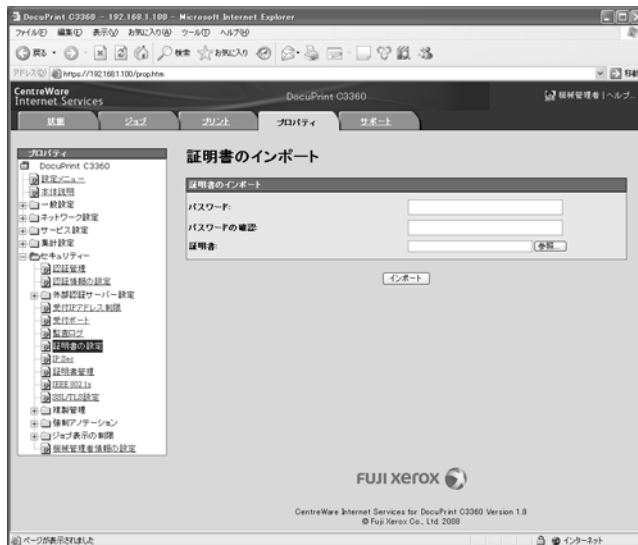 DocuPrint C3360 - 192.168.1.100 - Microsoft Internet Explorer
ファイル(F) 編集(E) 表示(V) お気に入り(A) ツール(T) ヘルプ(H)
戻る 検索 お気に入り
アドレス(D) https://192.168.1.100/prop.htm 移動
CentreWare
Internet Services
DocuPrint C3360
機械管理者 | ヘルプ
状態 ジョブ プリント プロパティ サポート
プロパティ
DocuPrint C3360
設定メニュー
本体説明
一般設定
ネットワーク設定
サービス設定
集計設定
セキュリティー
認証管理
認証情報の設定
外部認証サーバー設定
受付IPアドレス制限
受付ポート
監査ログ
証明書の設定
IPSec
証明書管理
IEEE 802.1x
SSL/TLS設定
複製管理
強制アノテーション
ジョブ表示の制限
機械管理者情報の設定
証明書のインポート
証明書のインポート
パスワード:
パスワードの確認:
証明書: 参照...
インポート
FUJI XEROX
CentreWare Internet Services for DocuPrint C3360 Version 1.8
© Fuji Xerox Co., Ltd. 2008
ページが表示されました
インターネット